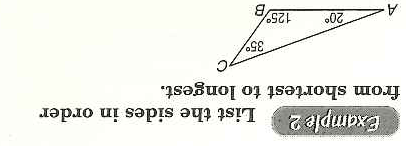 Example 2 List the sides in order
from shortest to longest.
C
35°
20° 125°
A B